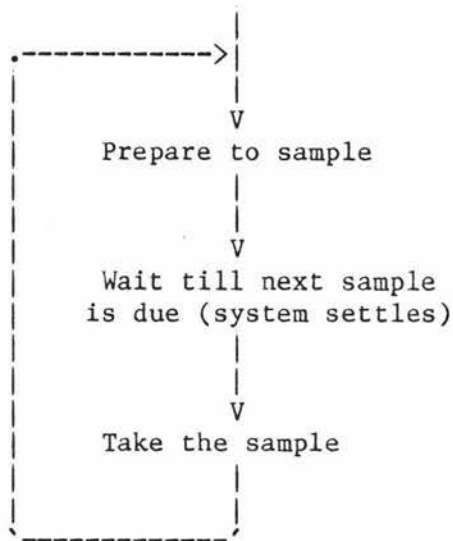 Prepare to sample
Wait till next sample
is due (system settles)
Take the sample